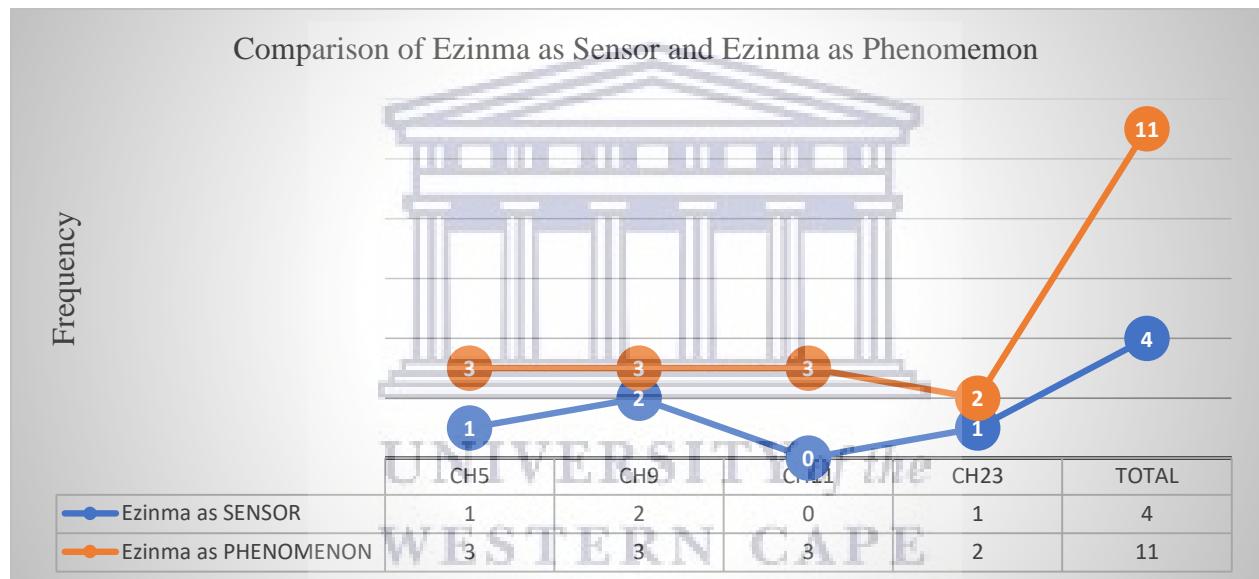 Comparison of Ezinma as Sensor and Ezinma as Phenomemon
Frequency
11
4
3 3 3 2
1 2 0 1
UNIVERSITY of the
CH5 CH9 CH11 CH23 TOTAL
Ezinma as SENSOR 1 2 0 1 4
Ezinma as PHENOMENON 3 3 3 2 11
WESTERN CAPE